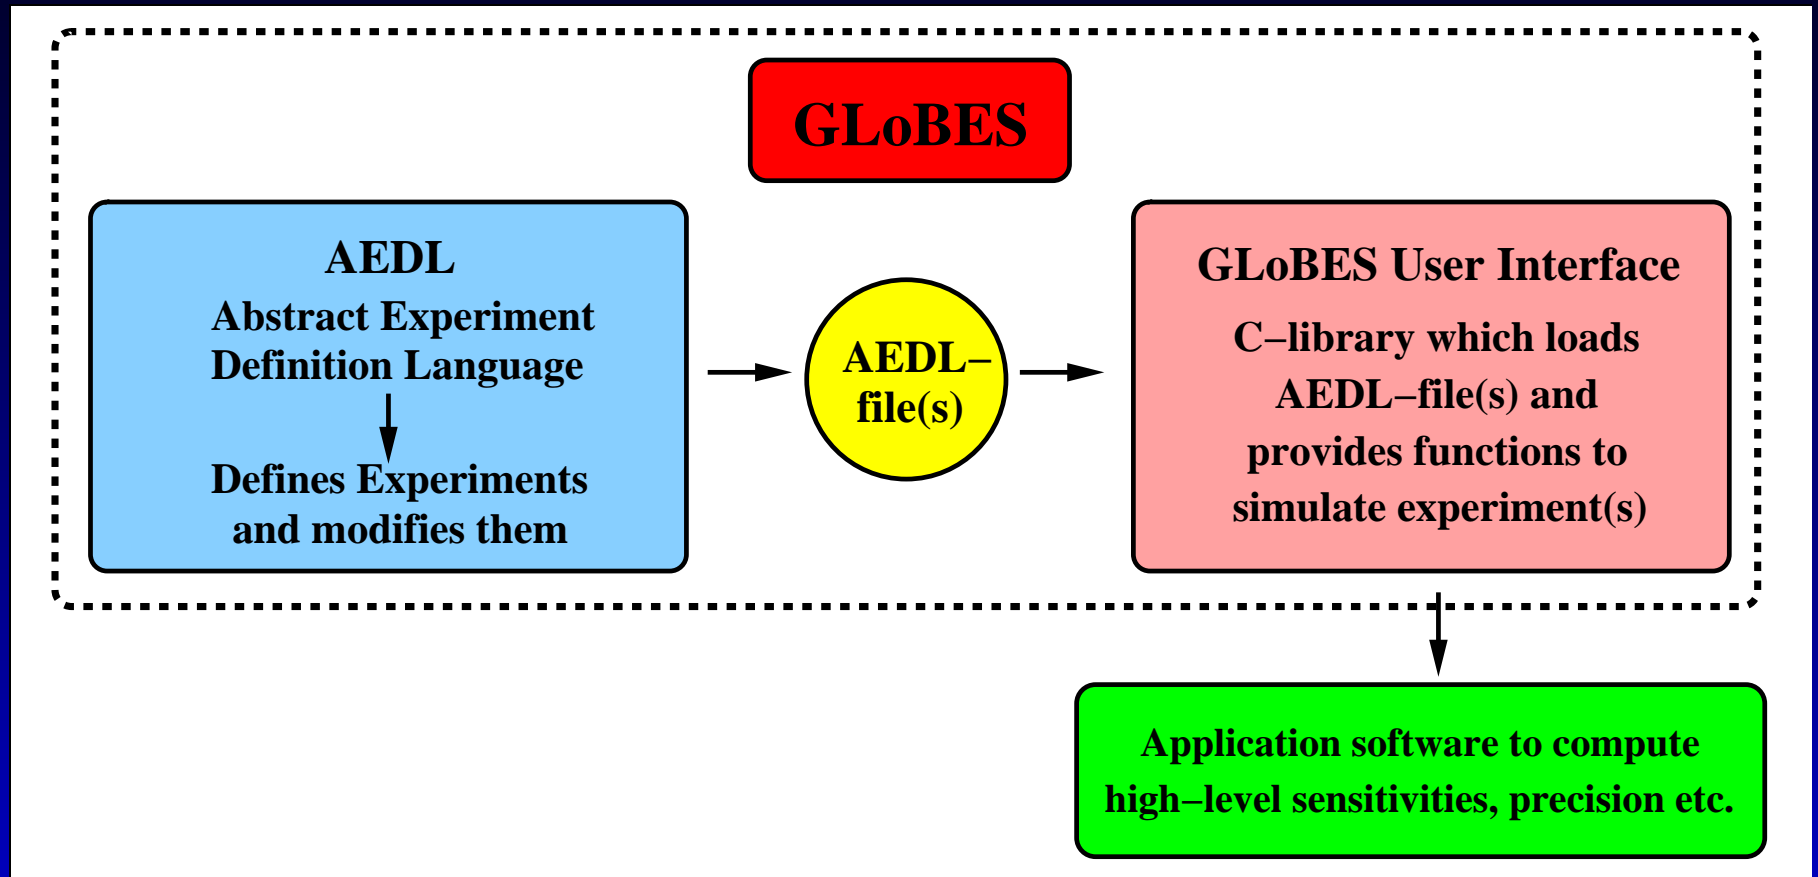 GLoBES
AEDL
Abstract Experiment
Definition Language
Defines Experiments
and modifies them
AEDL−
file(s)
GLoBES User Interface
C−library which loads
AEDL−file(s) and
provides functions to
simulate experiment(s)
Application software to compute
high−level sensitivities, precision etc.